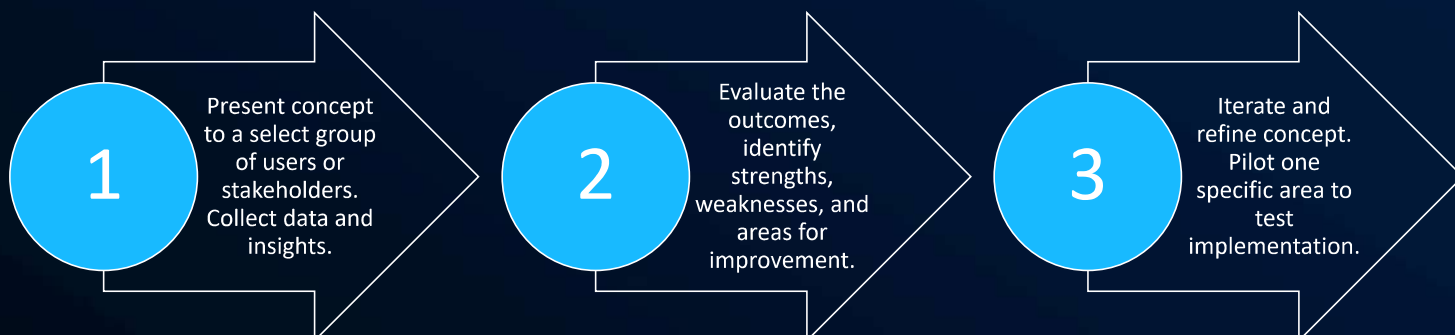 1
Present concept
to a select group
of users or
stakeholders.
Collect data and
insights.
2
Evaluate the
outcomes,
identify
strengths,
weaknesses, and
areas for
improvement.
3
Iterate and
refine concept.
Pilot one
specific area to
test
implementation.